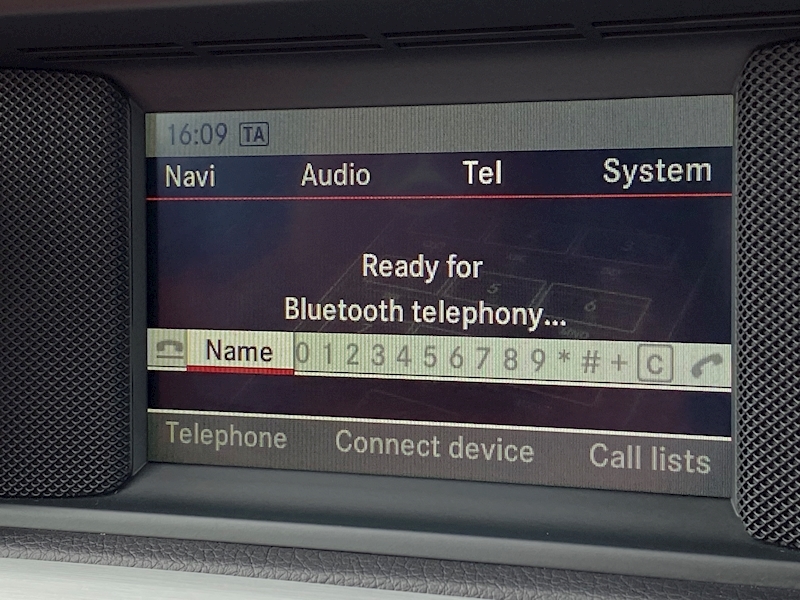 16:09 TA
Navi Audio Tel System
Ready for
Bluetooth telephony...
Name 0 1 2 3 4 5 6 7 8 9 * # + C
Telephone Connect device Call lists